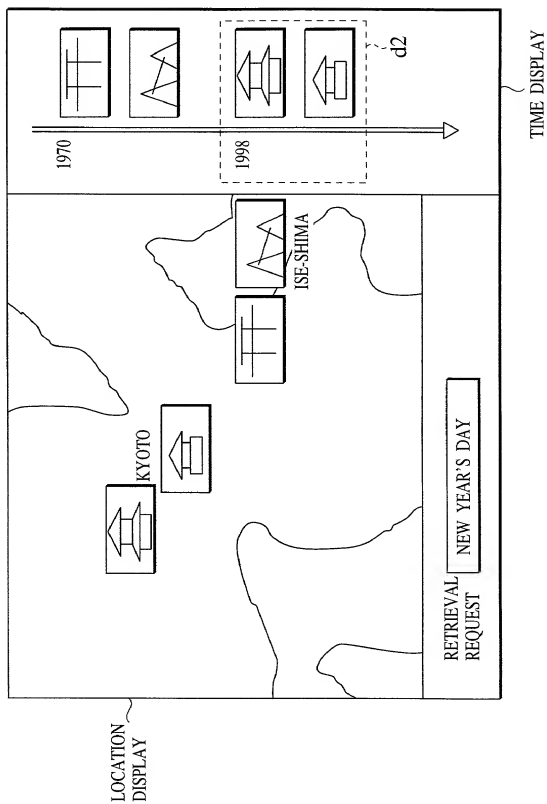 LOCATION
DISPLAY
KYOTO
ISE-SHIMA
1970
1998
d2
RETRIEVAL
REQUEST
NEW YEAR'S DAY
TIME DISPLAY